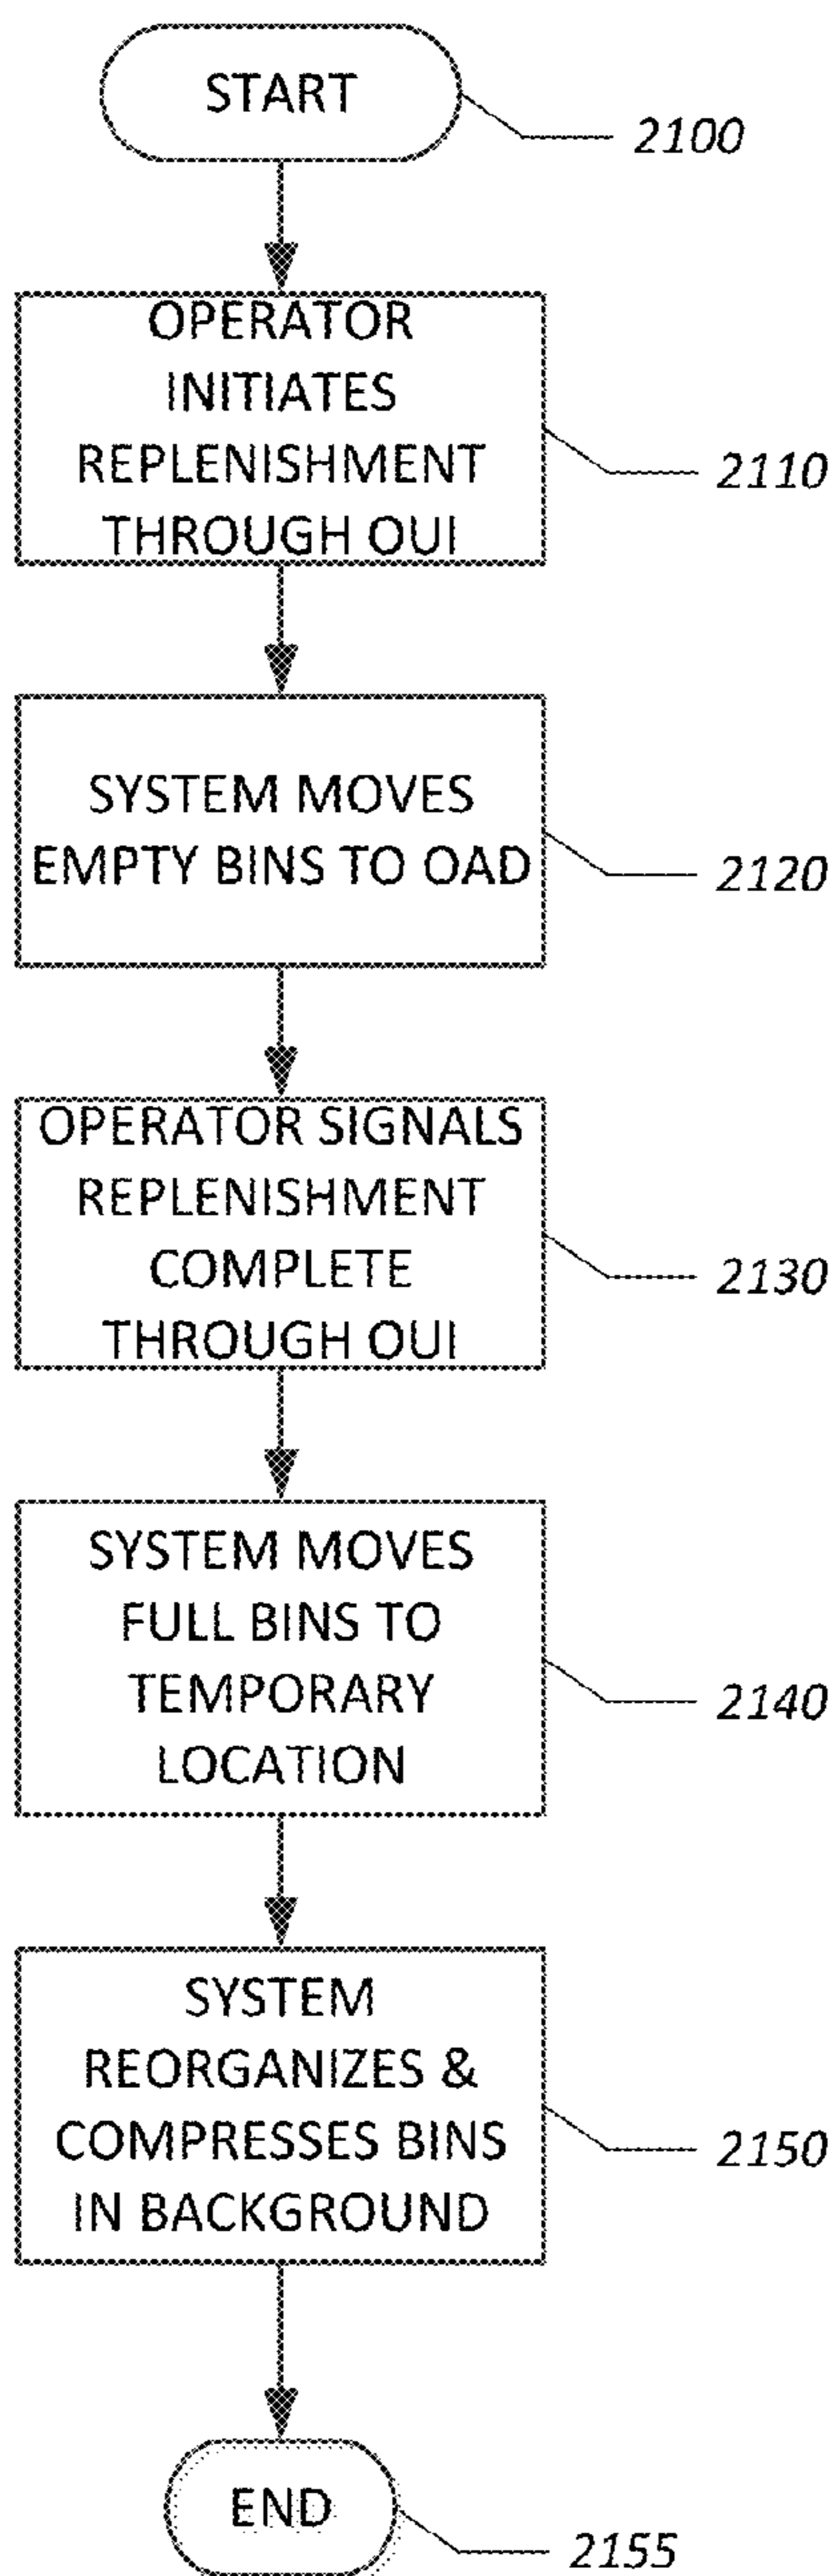 START
2100
OPERATOR
INITIATES
REPLENISHMENT
THROUGH OUI
2110
SYSTEM MOVES
EMPTY BINS TO OAD
2120
OPERATOR SIGNALS
REPLENISHMENT
COMPLETE
THROUGH OUI
2130
SYSTEM MOVES
FULL BINS TO
TEMPORARY
LOCATION
2140
SYSTEM
REORGANIZES &
COMPRESSES BINS
IN BACKGROUND
2150
END
2155